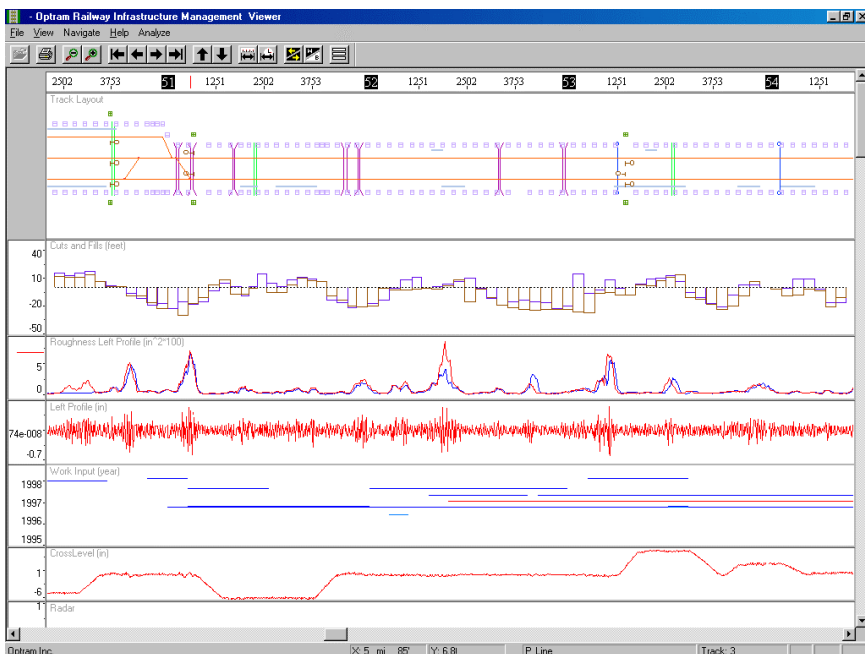 - Optram Railway Infrastructure Management Viewer
File View Navigate Help Analyze
2502 3753 51 1251 2502 3753 52 1251 2502 3753 53 1251 2502 3753 54 1251
Track Layout
Cuts and Fills (feet)
40
10
-20
-50
Roughness Left Profile (in^2*100)
5
0
Left Profile (in)
74e-008
-0.7
Work Input (year)
1998
1997
1996
1995
CrossLevel (in)
1
-6
1
Radar
Optram Inc. X: 5 mi 85' Y: 6.8 P Line Track: 3